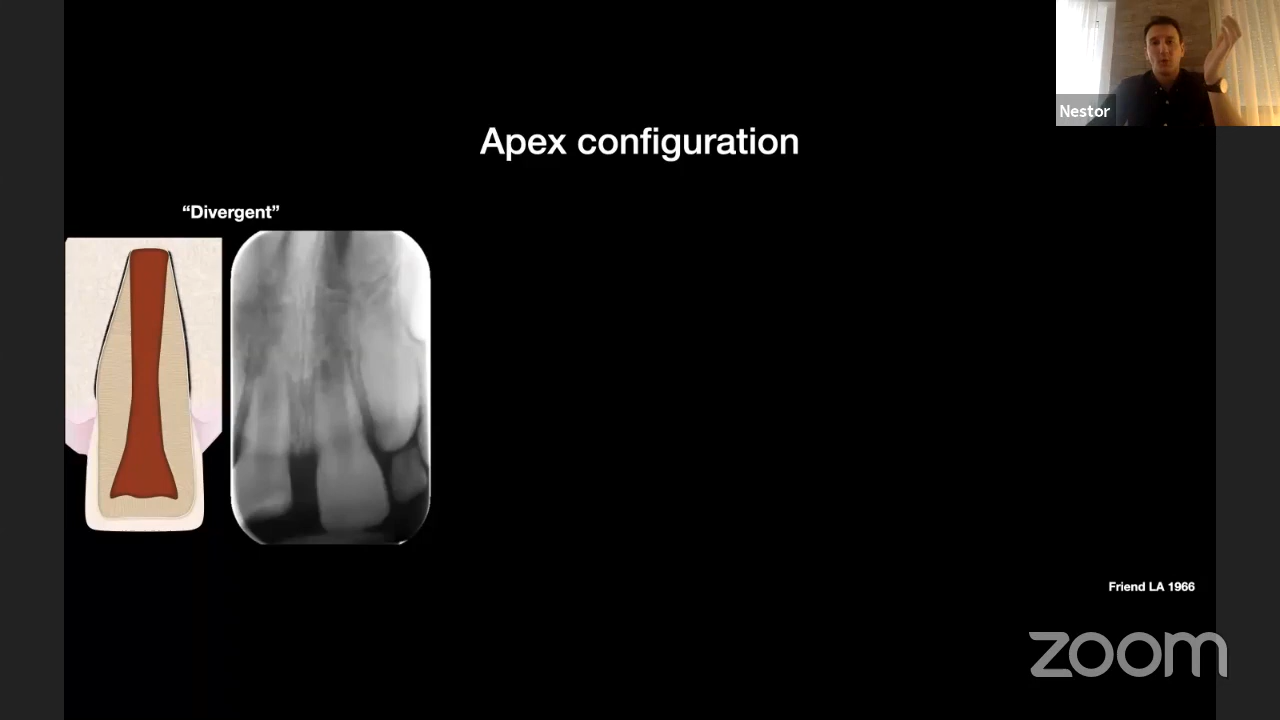 Nestor
Apex configuration
“Divergent”
Friend LA 1966
zoom